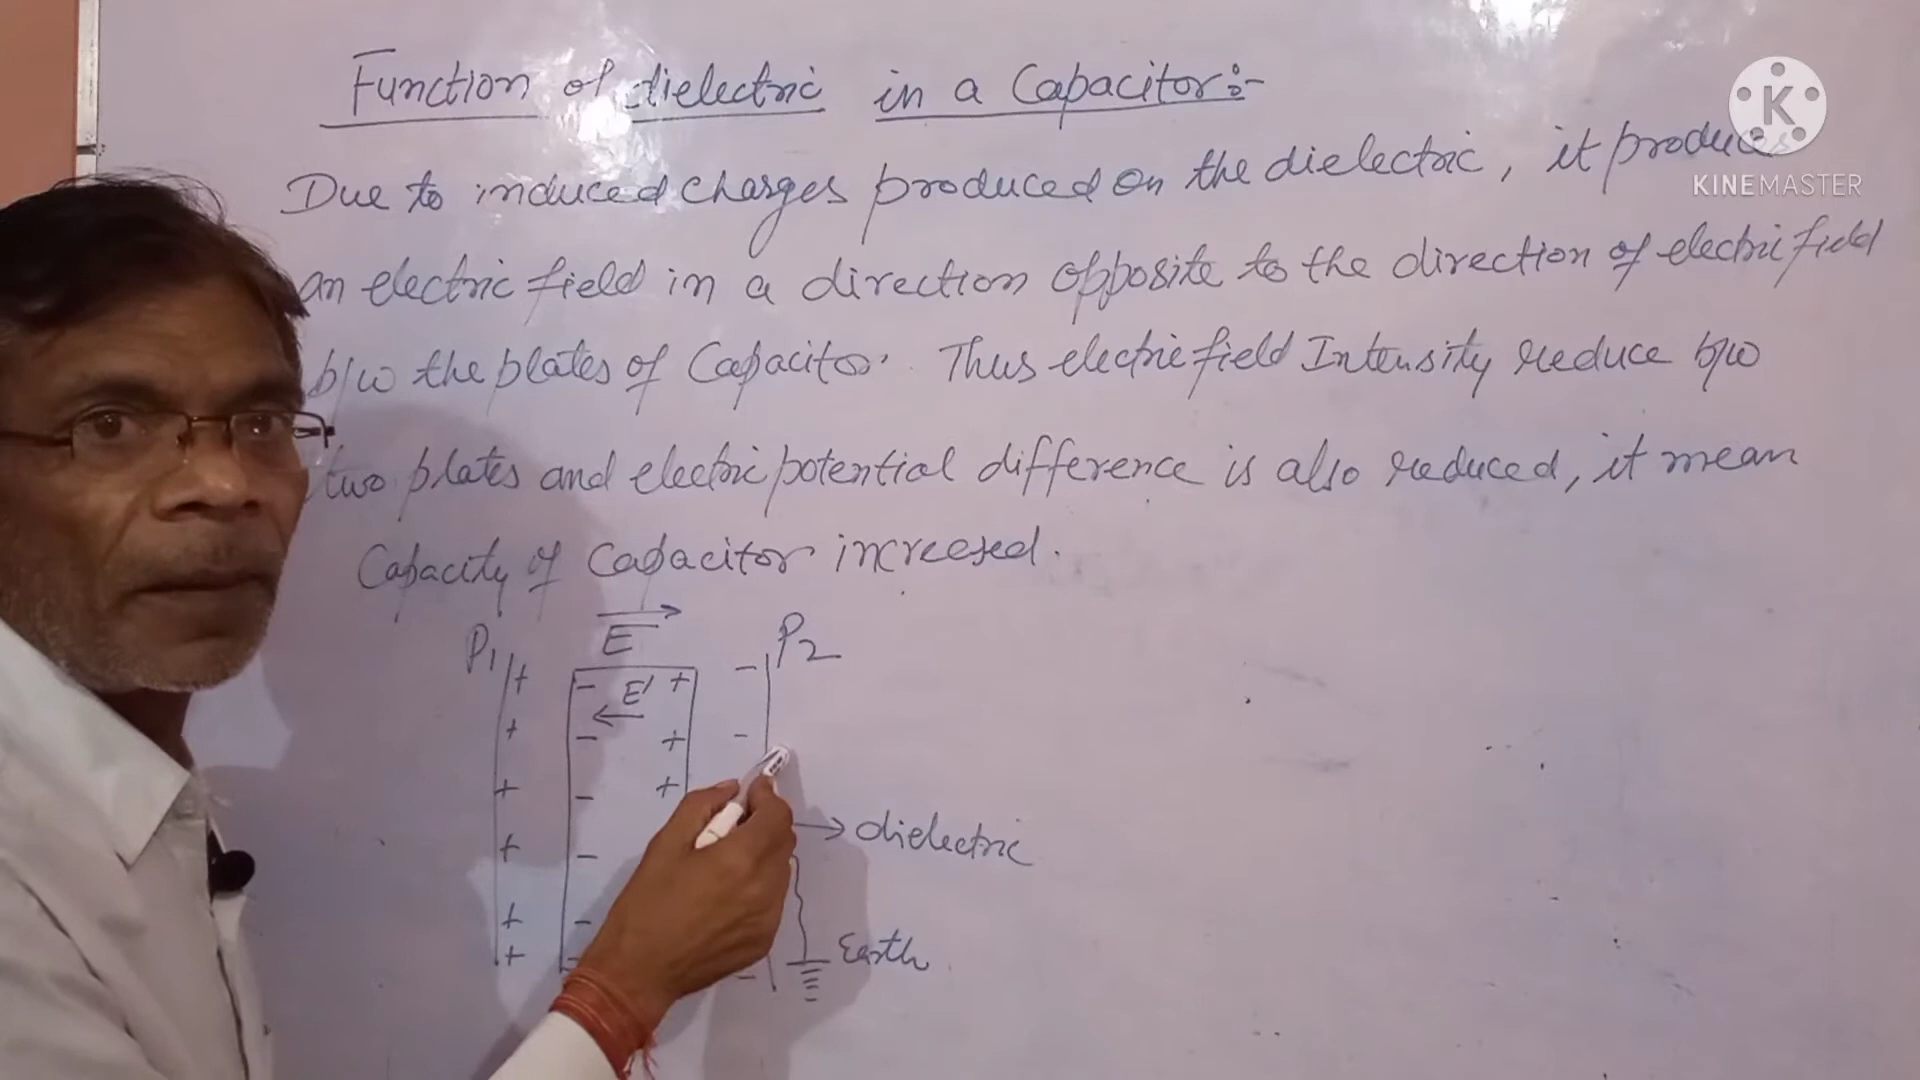 Function of dielectric in a Capacitor:-
K
KINEMASTER
Due to induced charges produced on the dielectric, it produces
an electric field in a direction opposite to the direction of electric field
b/w the plates of Capacitor. Thus electric field Intensity reduce b/w
two plates and electric potential difference is also reduced, it mean
Capacity of Capacitor increesed.
E
P1 P2
+ - E' + -
+ - + -
+ - +
+ -
+ -
+ - -
dielectric
Earth